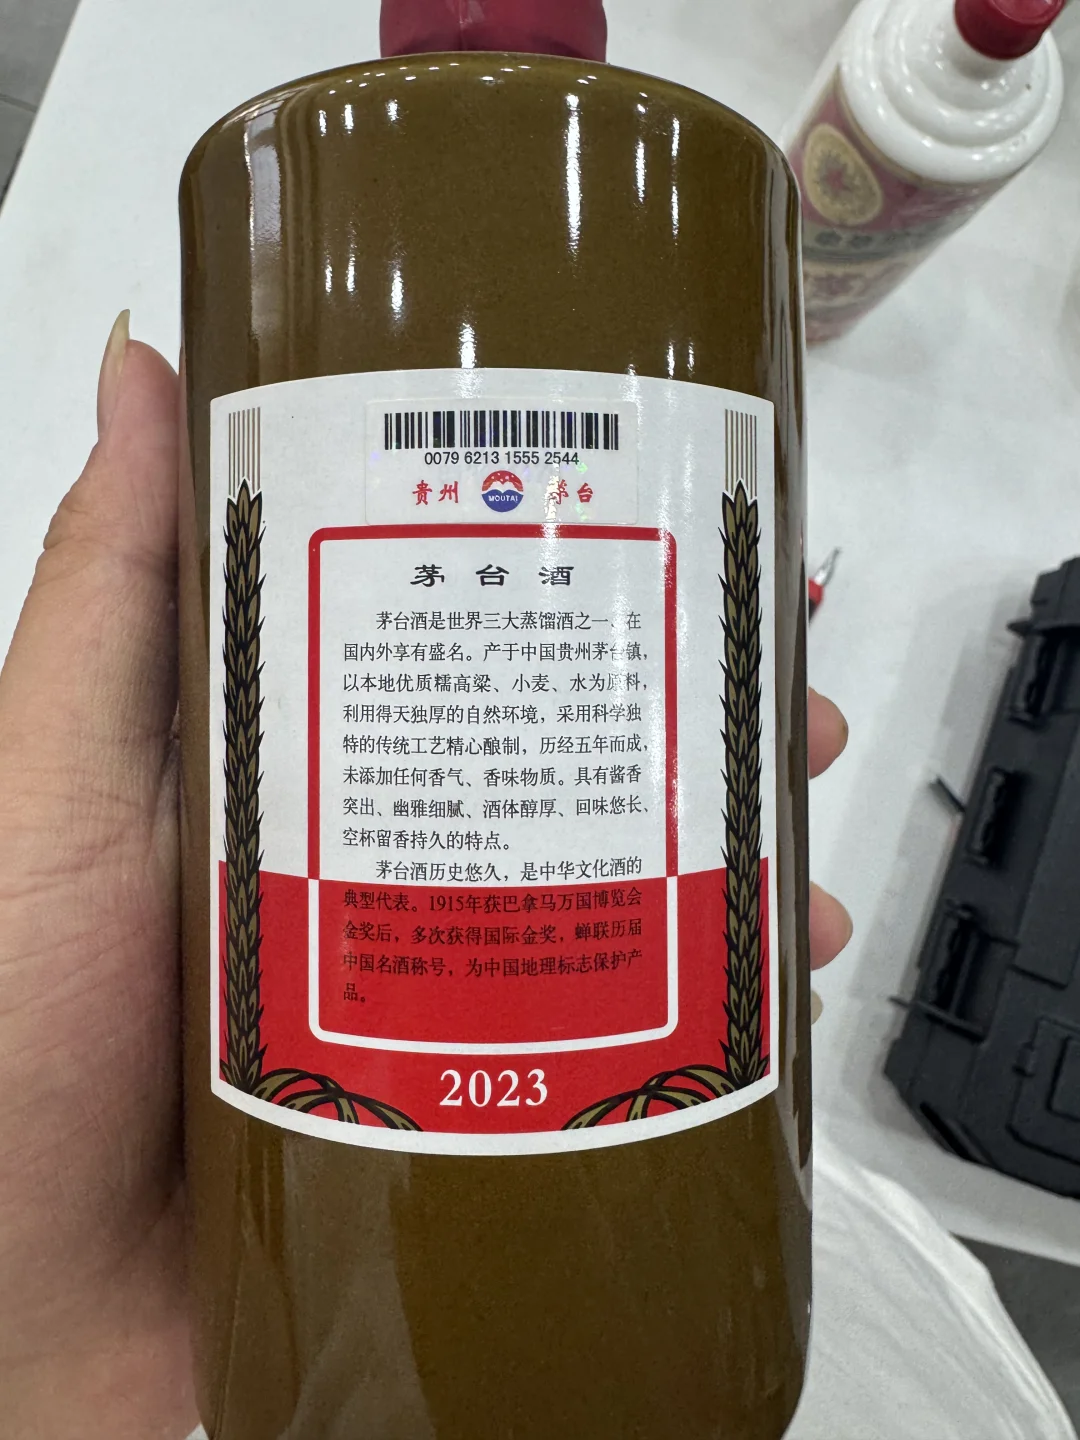 0079 6213 1555 2544
贵州 MOUTAI 茅台
茅台酒
茅台酒是世界三大蒸馏酒之一、在
国内外享有盛名。产于中国贵州茅台镇，
以本地优质糯高粱、小麦、水为原料，
利用得天独厚的自然环境，采用科学独
特的传统工艺精心酿制，历经五年而成，
未添加任何香气、香味物质。具有酱香
突出、幽雅细腻、酒体醇厚、回味悠长、
空杯留香持久的特点。
茅台酒历史悠久，是中华文化酒的
典型代表。1915年获巴拿马万国博览会
金奖后，多次获得国际金奖，蝉联历届
中国名酒称号，为中国地理标志保护产
品。
2023